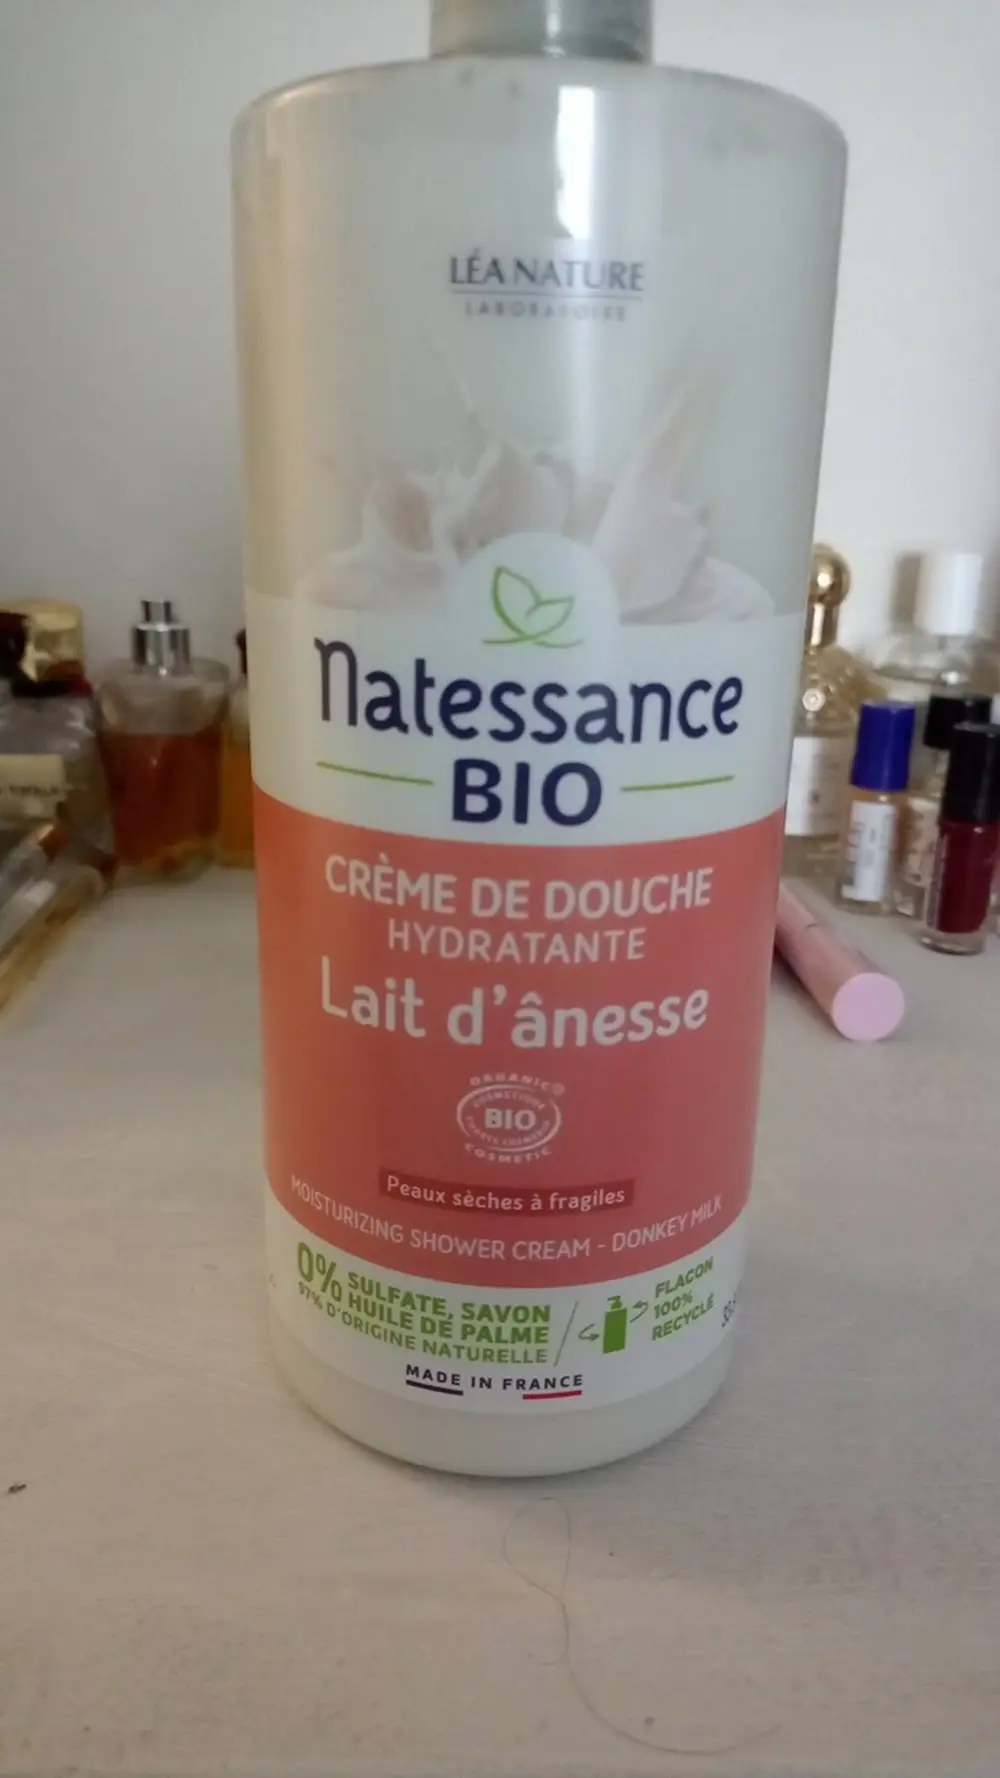 LÉA NATURE
LABORATOIRE
Natessance
BIO
CRÈME DE DOUCHE
HYDRATANTE
Lait d'ânesse
ORGANIC
COSMÉTIQUE
BIO
COSMETIC
Peaux sèches à fragiles
MOISTURIZING SHOWER CREAM - DONKEY MILK
0% SULFATE, SAVON
HUILE DE PALME
97% D'ORIGINE NATURELLE
FLACON
100%
RECYCLÉ
MADE IN FRANCE